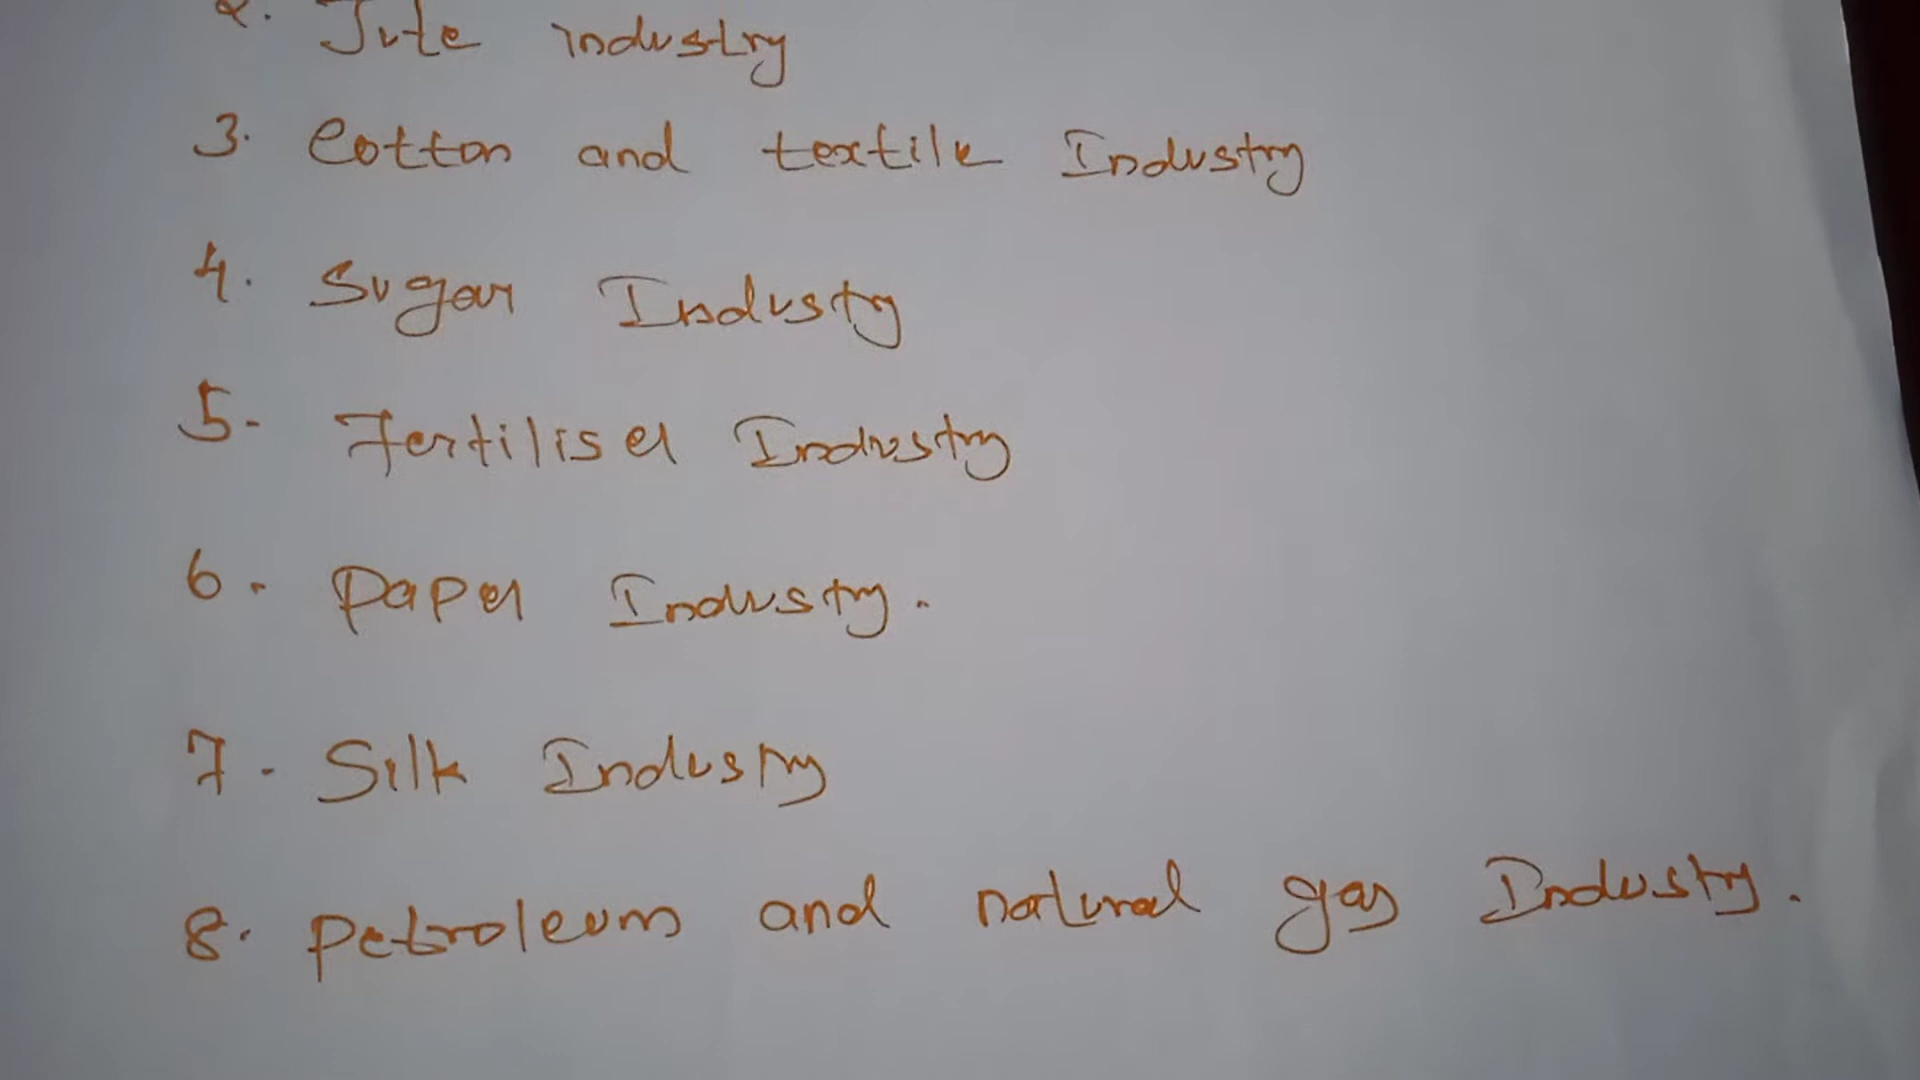 2. Jute industry
3. Cotton and textile Industry
4. Sugar Industry
5- Fertiliser Industry
6. Paper Industry.
7- Silk Industry
8. Petroleum and natural gas Industry.